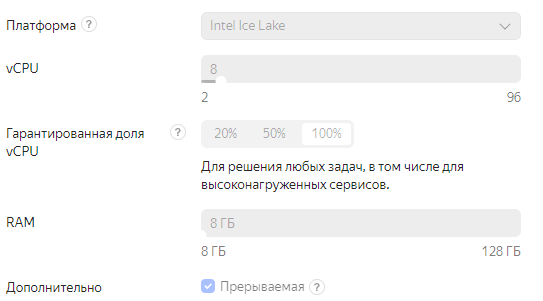 Платформа ?
Intel Ice Lake
vCPU
8
2 96
Гарантированная доля
vCPU ?
20% 50% 100%
Для решения любых задач, в том числе для
высоконагруженных сервисов.
RAM
8 ГБ
8 ГБ 128 ГБ
Дополнительно
Прерываемая ?